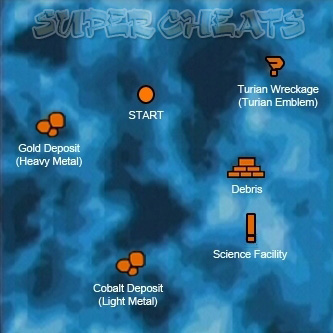 SUPER CHEATS
Turian Wreckage
(Turian Emblem)
START
Gold Deposit
(Heavy Metal)
Debris
Science Facility
Cobalt Deposit
(Light Metal)